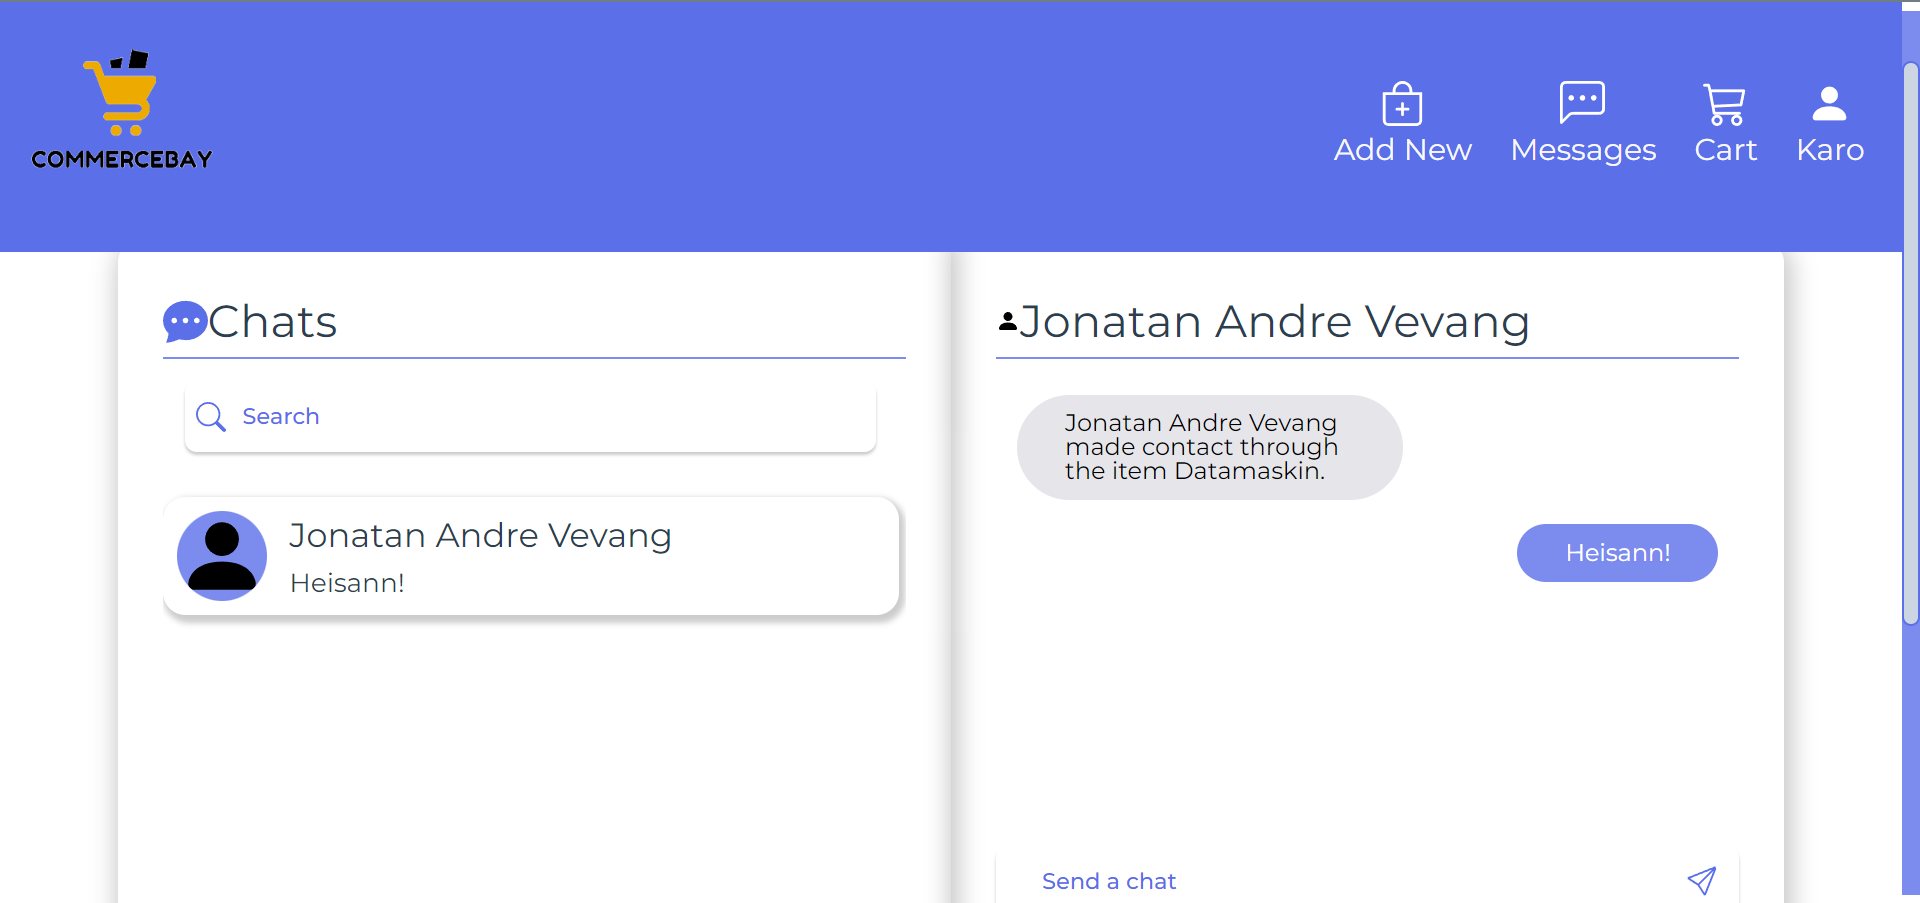 COMMERCEBAY
Add New
Messages
Cart
Karo
Chats
Search
Jonatan Andre Vevang
Heisann!
Jonatan Andre Vevang
Jonatan Andre Vevang
made contact through
the item Datamaskin.
Heisann!
Send a chat